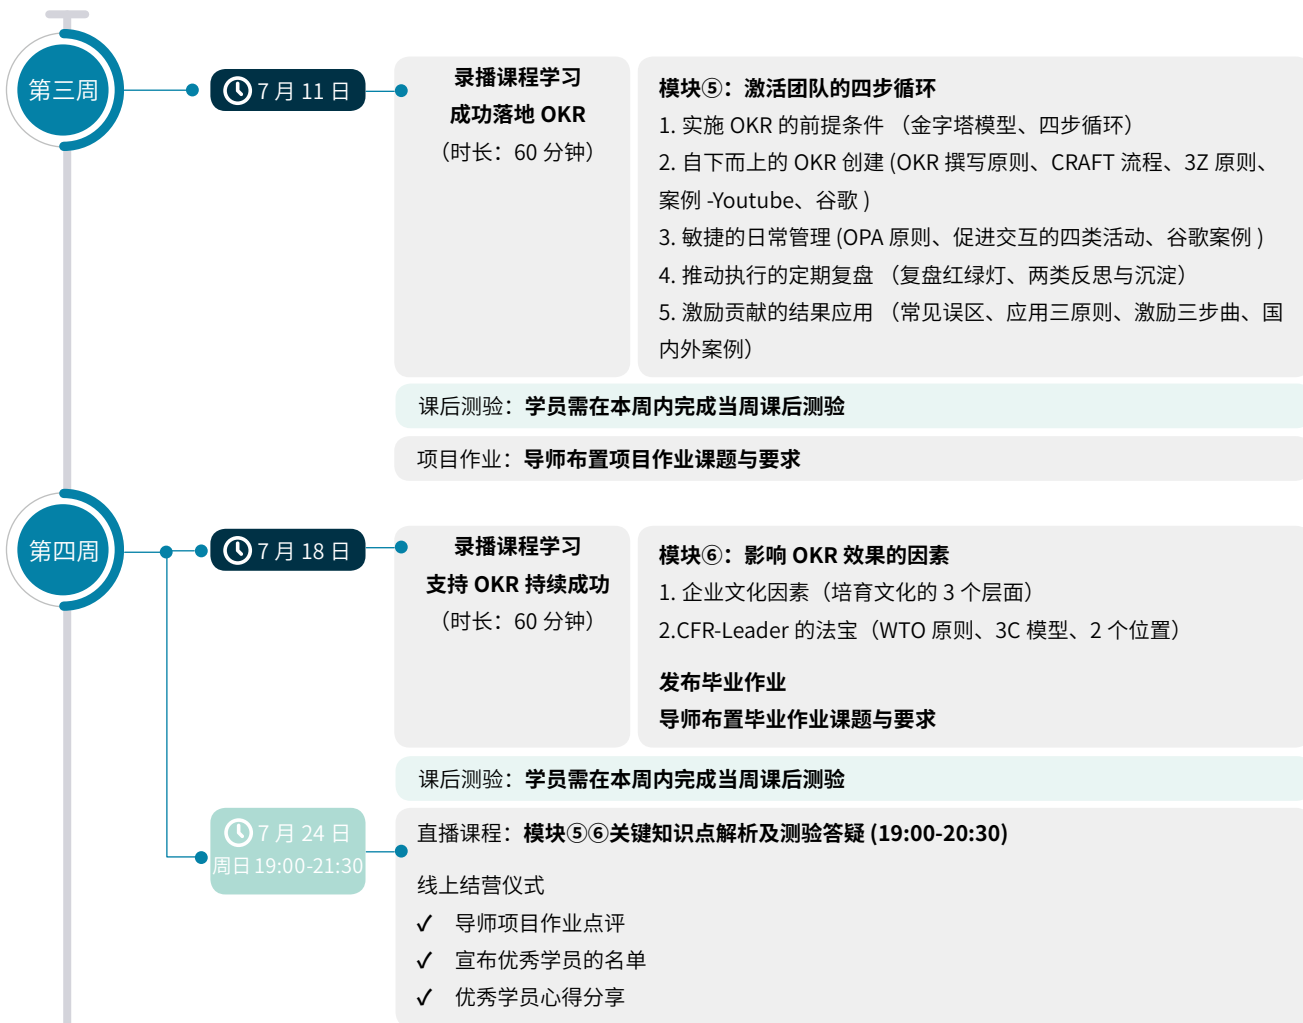 第三周
7 月 11 日
录播课程学习
成功落地 OKR
（时长：60 分钟）
模块⑤：激活团队的四步循环
1. 实施 OKR 的前提条件 （金字塔模型、四步循环）
2. 自下而上的 OKR 创建 (OKR 撰写原则、CRAFT 流程、3Z 原则、
案例 -Youtube、谷歌 )
3. 敏捷的日常管理 (OPA 原则、促进交互的四类活动、谷歌案例 )
4. 推动执行的定期复盘 （复盘红绿灯、两类反思与沉淀）
5. 激励贡献的结果应用 （常见误区、应用三原则、激励三步曲、国
内外案例）
课后测验：学员需在本周内完成当周课后测验
项目作业：导师布置项目作业课题与要求
第四周
7 月 18 日
录播课程学习
支持 OKR 持续成功
（时长：60 分钟）
模块⑥：影响 OKR 效果的因素
1. 企业文化因素（培育文化的 3 个层面）
2.CFR-Leader 的法宝（WTO 原则、3C 模型、2 个位置）
发布毕业作业
导师布置毕业作业课题与要求
课后测验：学员需在本周内完成当周课后测验
7 月 24 日
周日 19:00-21:30
直播课程：模块⑤⑥关键知识点解析及测验答疑 (19:00-20:30)
线上结营仪式
✓ 导师项目作业点评
✓ 宣布优秀学员的名单
✓ 优秀学员心得分享